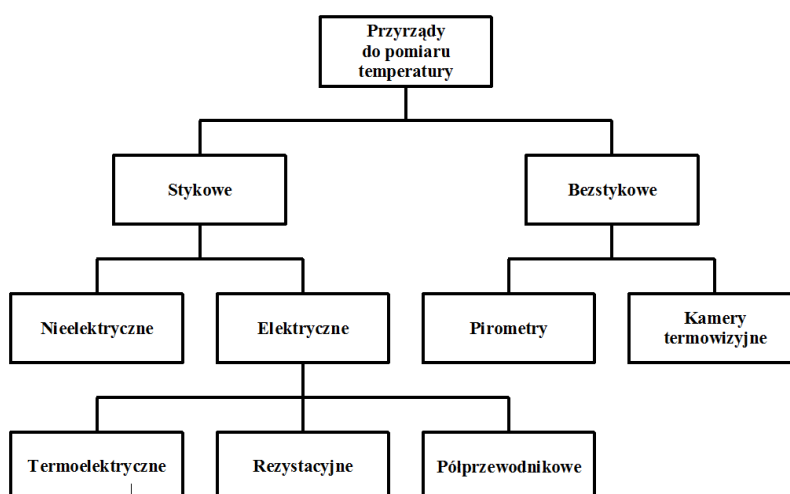 Przyrządy
do pomiaru
temperatury
Stykowe
Bezstykowe
Nieelektryczne
Elektryczne
Pirometry
Kamery
termowizyjne
Termoelektryczne
Rezystacyjne
Półprzewodnikowe